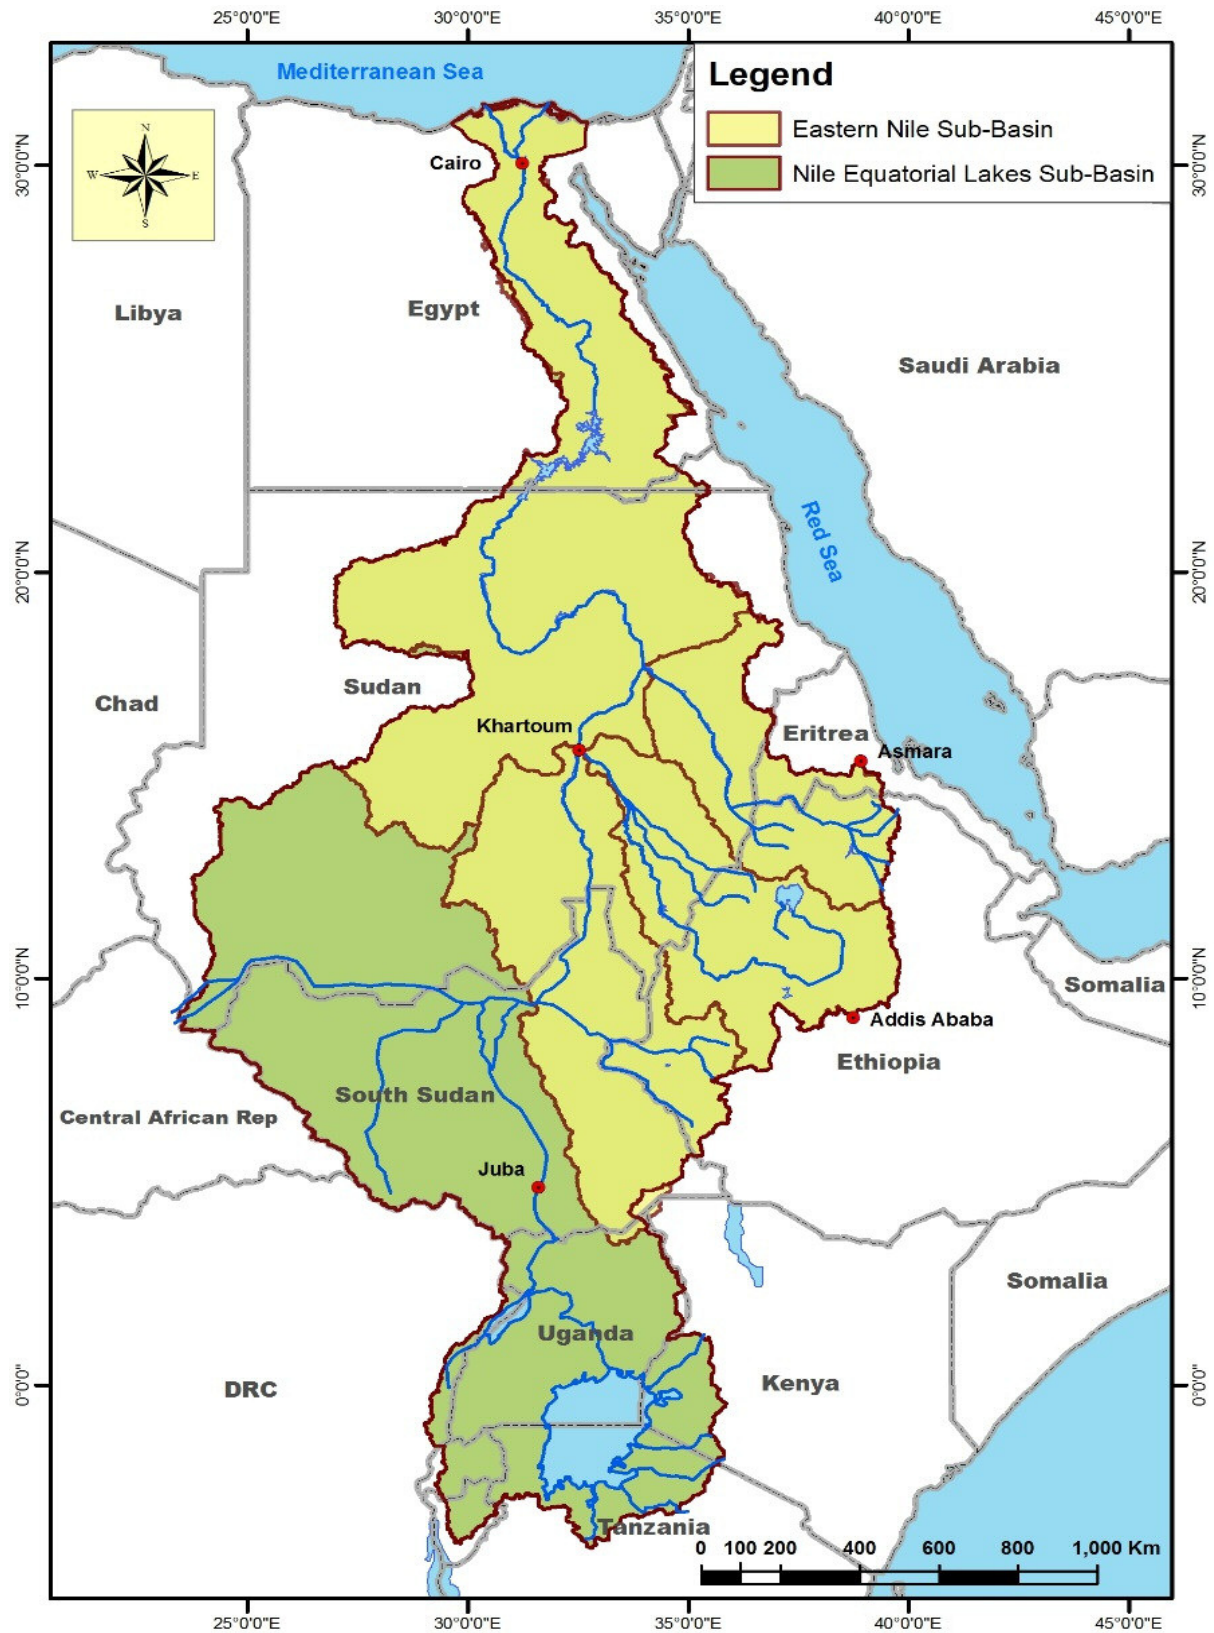 25°0'0"E 30°0'0"E 35°0'0"E 40°0'0"E 45°0'0"E
Mediterranean Sea
Legend
Eastern Nile Sub-Basin
Nile Equatorial Lakes Sub-Basin
N
W E
S
Cairo
30°0'0"N 30°0'0"N
Libya
Egypt
Saudi Arabia
Red Sea
20°0'0"N 20°0'0"N
Sudan
Chad
Khartoum
Eritrea
Asmara
10°0'0"N 10°0'0"N
Somalia
Addis Ababa
Ethiopia
South Sudan
Central African Rep
Juba
Somalia
Uganda
DRC
Kenya
0°0'0" 0°0'0"
Tanzania
0 100 200 400 600 800 1,000 Km
25°0'0"E 30°0'0"E 35°0'0"E 40°0'0"E 45°0'0"E